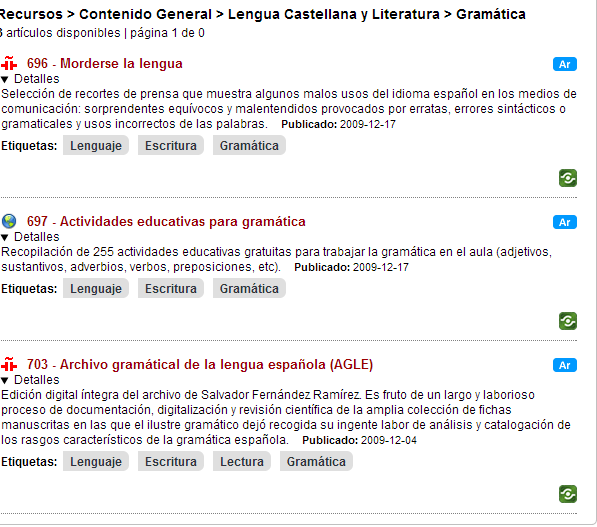 Recursos > Contenido General > Lengua Castellana y Literatura > Gramática
3 artículos disponibles | página 1 de 0
696 - Morderse la lengua Ar
▼ Detalles
Selección de recortes de prensa que muestra algunos malos usos del idioma español en los medios de
comunicación: sorprendentes equívocos y malentendidos provocados por erratas, errores sintácticos o
gramaticales y usos incorrectos de las palabras. Publicado: 2009-12-17
Etiquetas: Lenguaje Escritura Gramática
697 - Actividades educativas para gramática Ar
▼ Detalles
Recopilación de 255 actividades educativas gratuitas para trabajar la gramática en el aula (adjetivos,
sustantivos, adverbios, verbos, preposiciones, etc). Publicado: 2009-12-17
Etiquetas: Lenguaje Escritura Gramática
703 - Archivo gramátical de la lengua española (AGLE) Ar
▼ Detalles
Edición digital íntegra del archivo de Salvador Fernández Ramírez. Es fruto de un largo y laborioso
proceso de documentación, digitalización y revisión científica de la amplia colección de fichas
manuscritas en las que el ilustre gramático dejó recogida su ingente labor de análisis y catalogación de
los rasgos característicos de la gramática española. Publicado: 2009-12-04
Etiquetas: Lenguaje Escritura Lectura Gramática